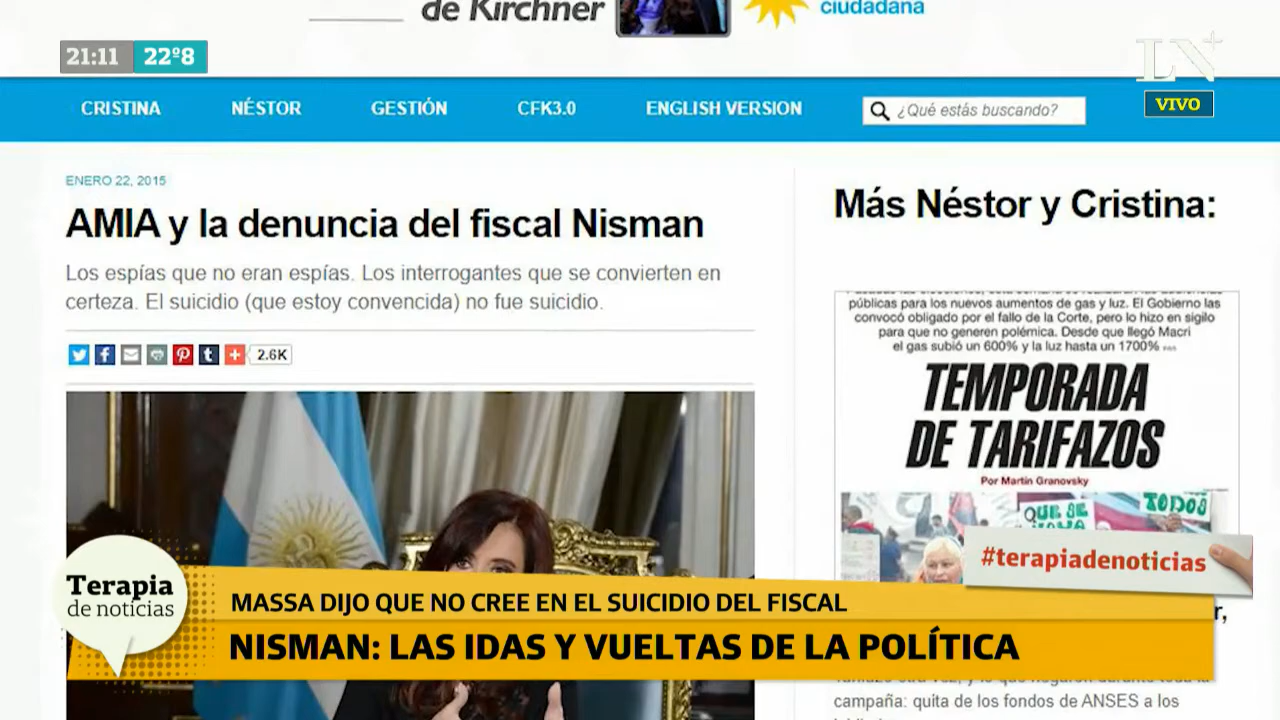 de Kirchner
ciudadana
21:11 22º8
LN+
VIVO
CRISTINA NÉSTOR GESTIÓN CFK3.0 ENGLISH VERSION ¿Qué estás buscando?
ENERO 22, 2015
AMIA y la denuncia del fiscal Nisman
Los espías que no eran espías. Los interrogantes que se convierten en
certeza. El suicidio (que estoy convencida) no fue suicidio.
2.6K
Más Néstor y Cristina:
públicas para los nuevos aumentos de gas y luz. El Gobierno las
convocó obligado por el fallo de la Corte, pero lo hizo en sigilo
para que no generen polémica. Desde que llegó Macri
el gas subió un 600% y la luz hasta un 1700%
TEMPORADA
DE TARIFAZOS
Por Martín Granovsky
QUE SE
TODOS
#terapiadenoticias
Terapia
de noticias
MASSA DIJO QUE NO CREE EN EL SUICIDIO DEL FISCAL
NISMAN: LAS IDAS Y VUELTAS DE LA POLÍTICA
campaña: quita de los fondos de ANSES a los